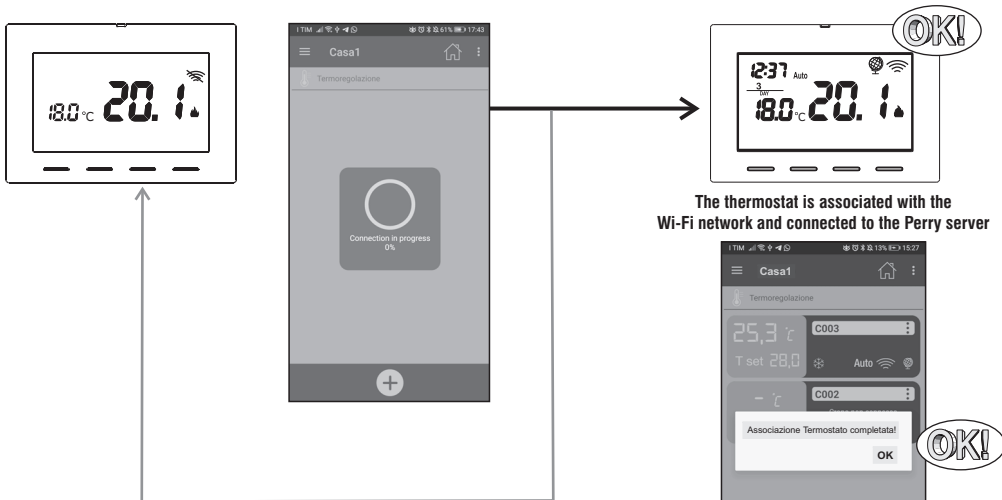 18.0 °C 20.1
I TIM 61% 17:43
Casa1
Termoregolazione
Connection in progress
0%
OK!
12:37 Auto
3
DAY
18.0 °C 20.1
The thermostat is associated with the
Wi-Fi network and connected to the Perry server
I TIM 13% 15:27
Casa1
Termoregolazione
25,3 °C
C003
T set 28,0
Auto
- °C
C002
Associazione Termostato completata!
OK
OK!